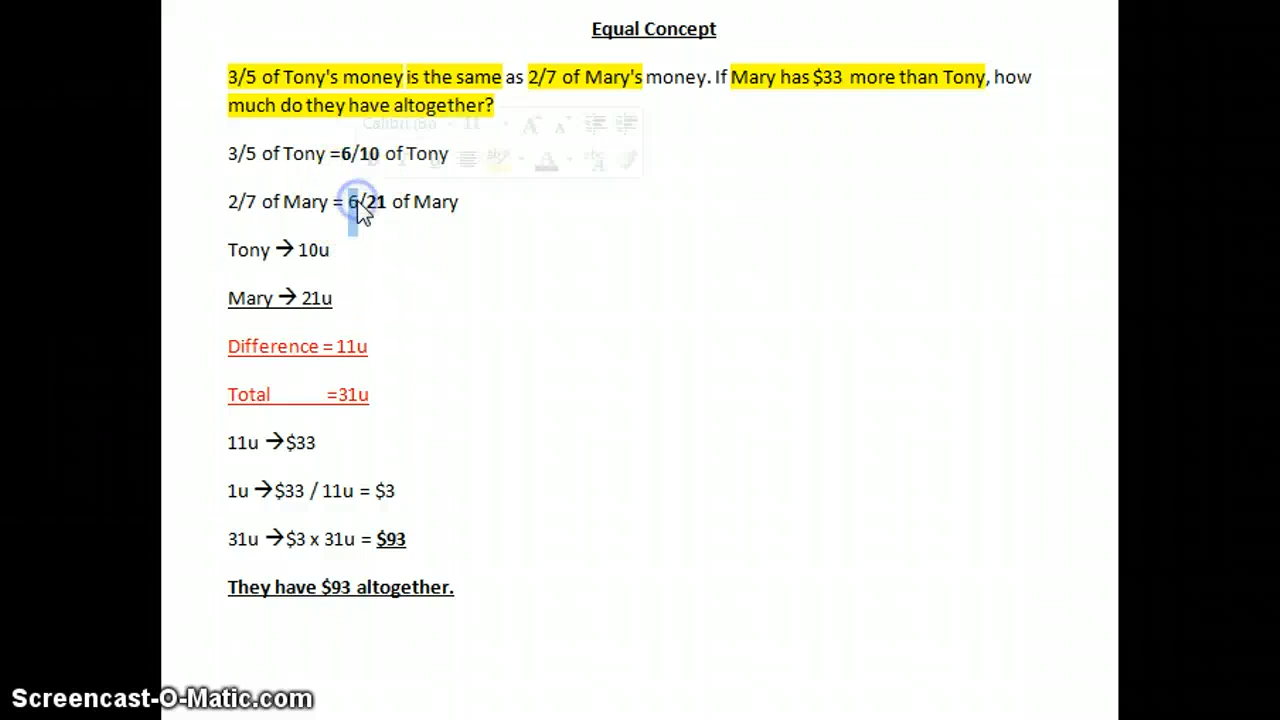 Equal Concept
3/5 of Tony's money is the same as 2/7 of Mary's money. If Mary has $33 more than Tony, how
much do they have altogether?
Calibri (Bo 11
3/5 of Tony =6/10 of Tony
2/7 of Mary = 6/21 of Mary
Tony → 10u
Mary → 21u
Difference = 11u
Total =31u
11u →$33
1u →$33 / 11u = $3
31u →$3 x 31u = $93
They have $93 altogether.
Screencast-O-Matic.com